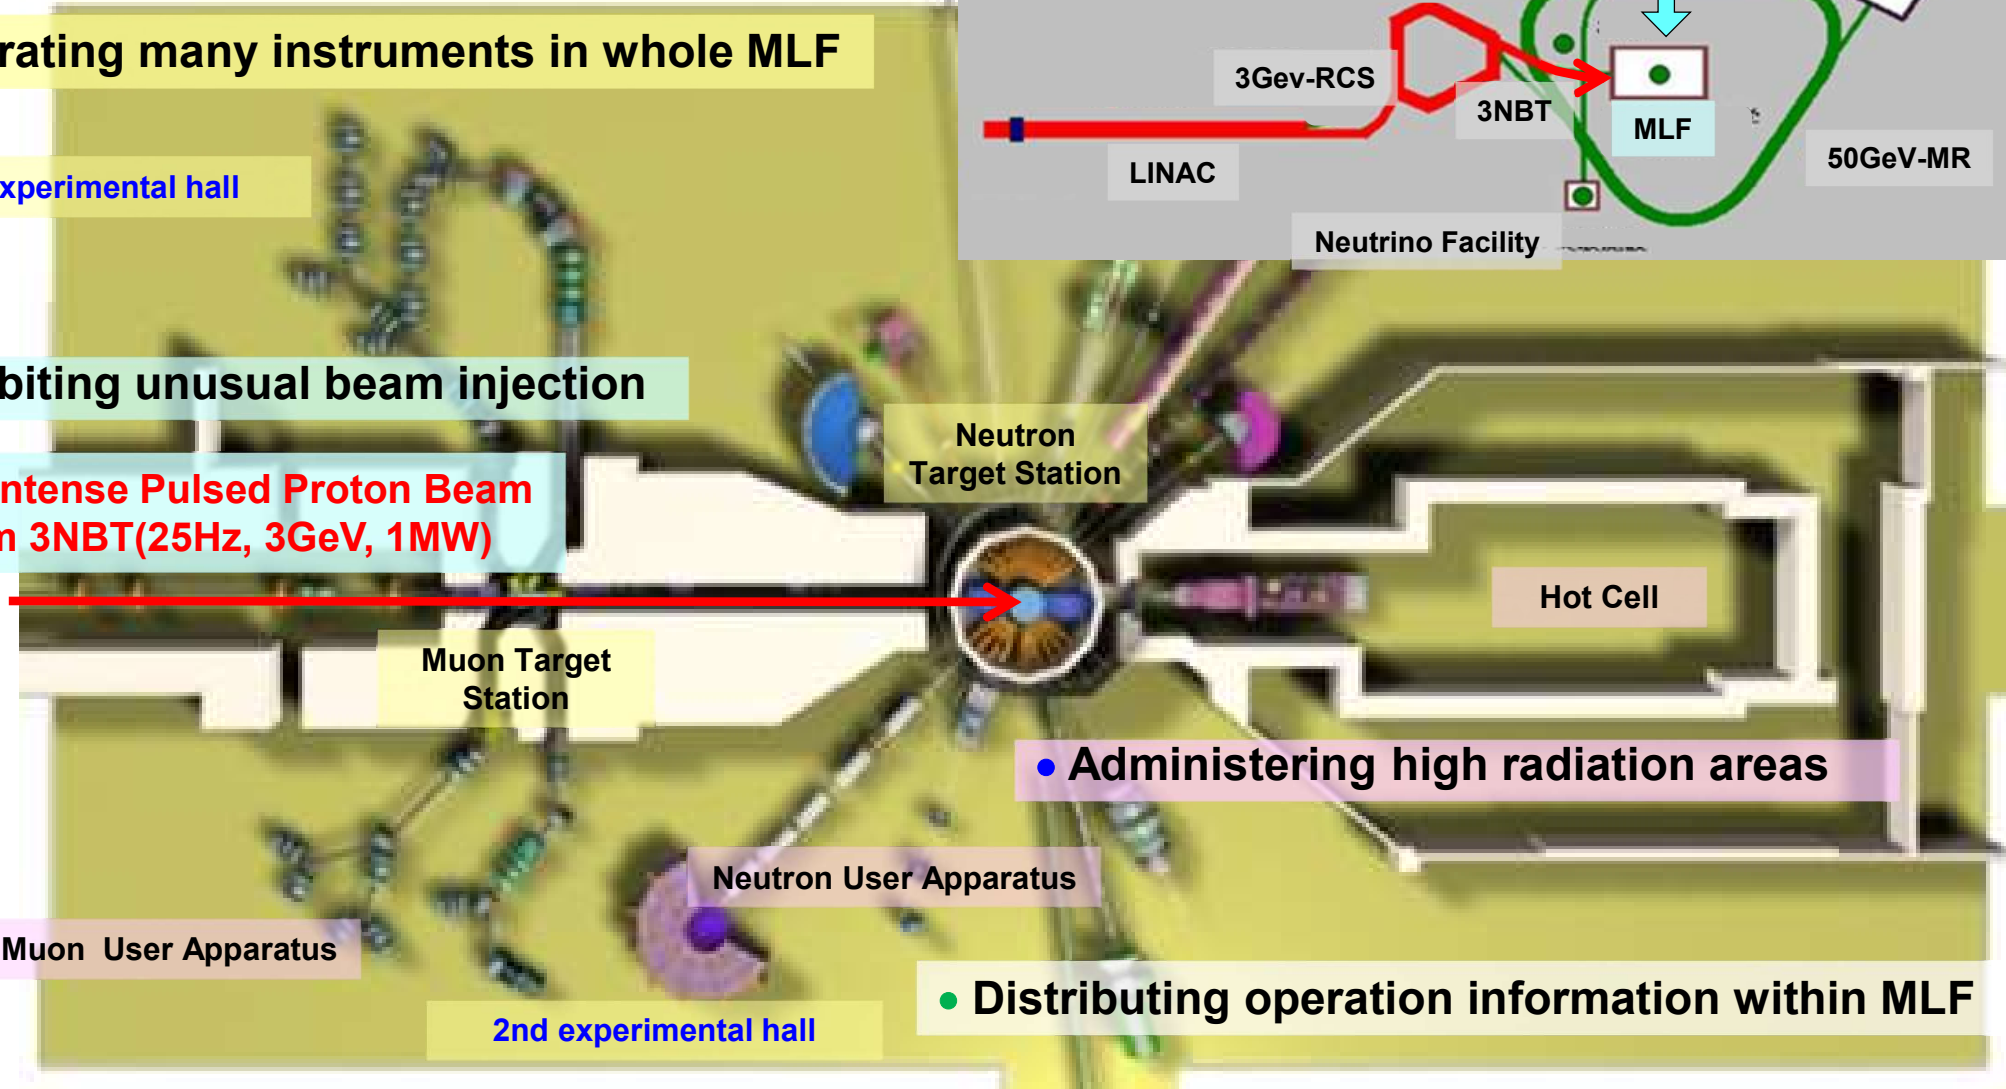 rating many instruments in whole MLF
3Gev-RCS
3NBT
MLF
50GeV-MR
LINAC
xperimental hall
Neutrino Facility
biting unusual beam injection
Neutron
Target Station
ntense Pulsed Proton Beam
m 3NBT(25Hz, 3GeV, 1MW)
Hot Cell
Muon Target
Station
• Administering high radiation areas
Neutron User Apparatus
Muon User Apparatus
• Distributing operation information within MLF
2nd experimental hall